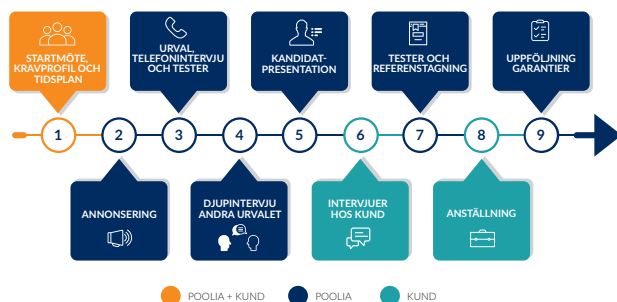 STARTMÖTE,
KRAVPROFIL OCH
TIDSPLAN
URVAL,
TELEFONINTERVJU
OCH TESTER
KANDIDAT-
PRESENTATION
TESTER OCH
REFERENSTAGNING
UPPFÖLJNING
GARANTIER
1 2 3 4 5 6 7 8 9
ANNONSERING
DJUPINTERVJU
ANDRA URVALET
INTERVJUER
HOS KUND
ANSTÄLLNING
POOLIA + KUND POOLIA KUND